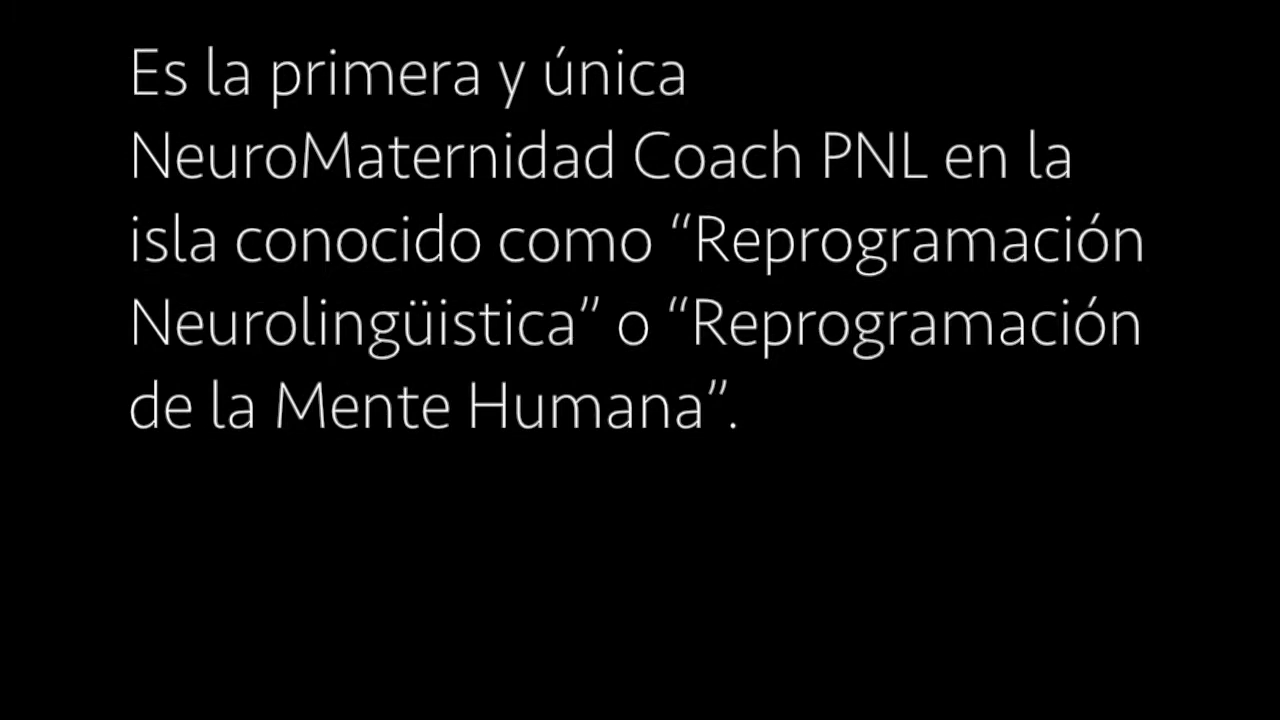 Es la primera y única
NeuroMaternidad Coach PNL en la
isla conocido como “Reprogramación
Neurolingüistica” o “Reprogramación
de la Mente Humana”.